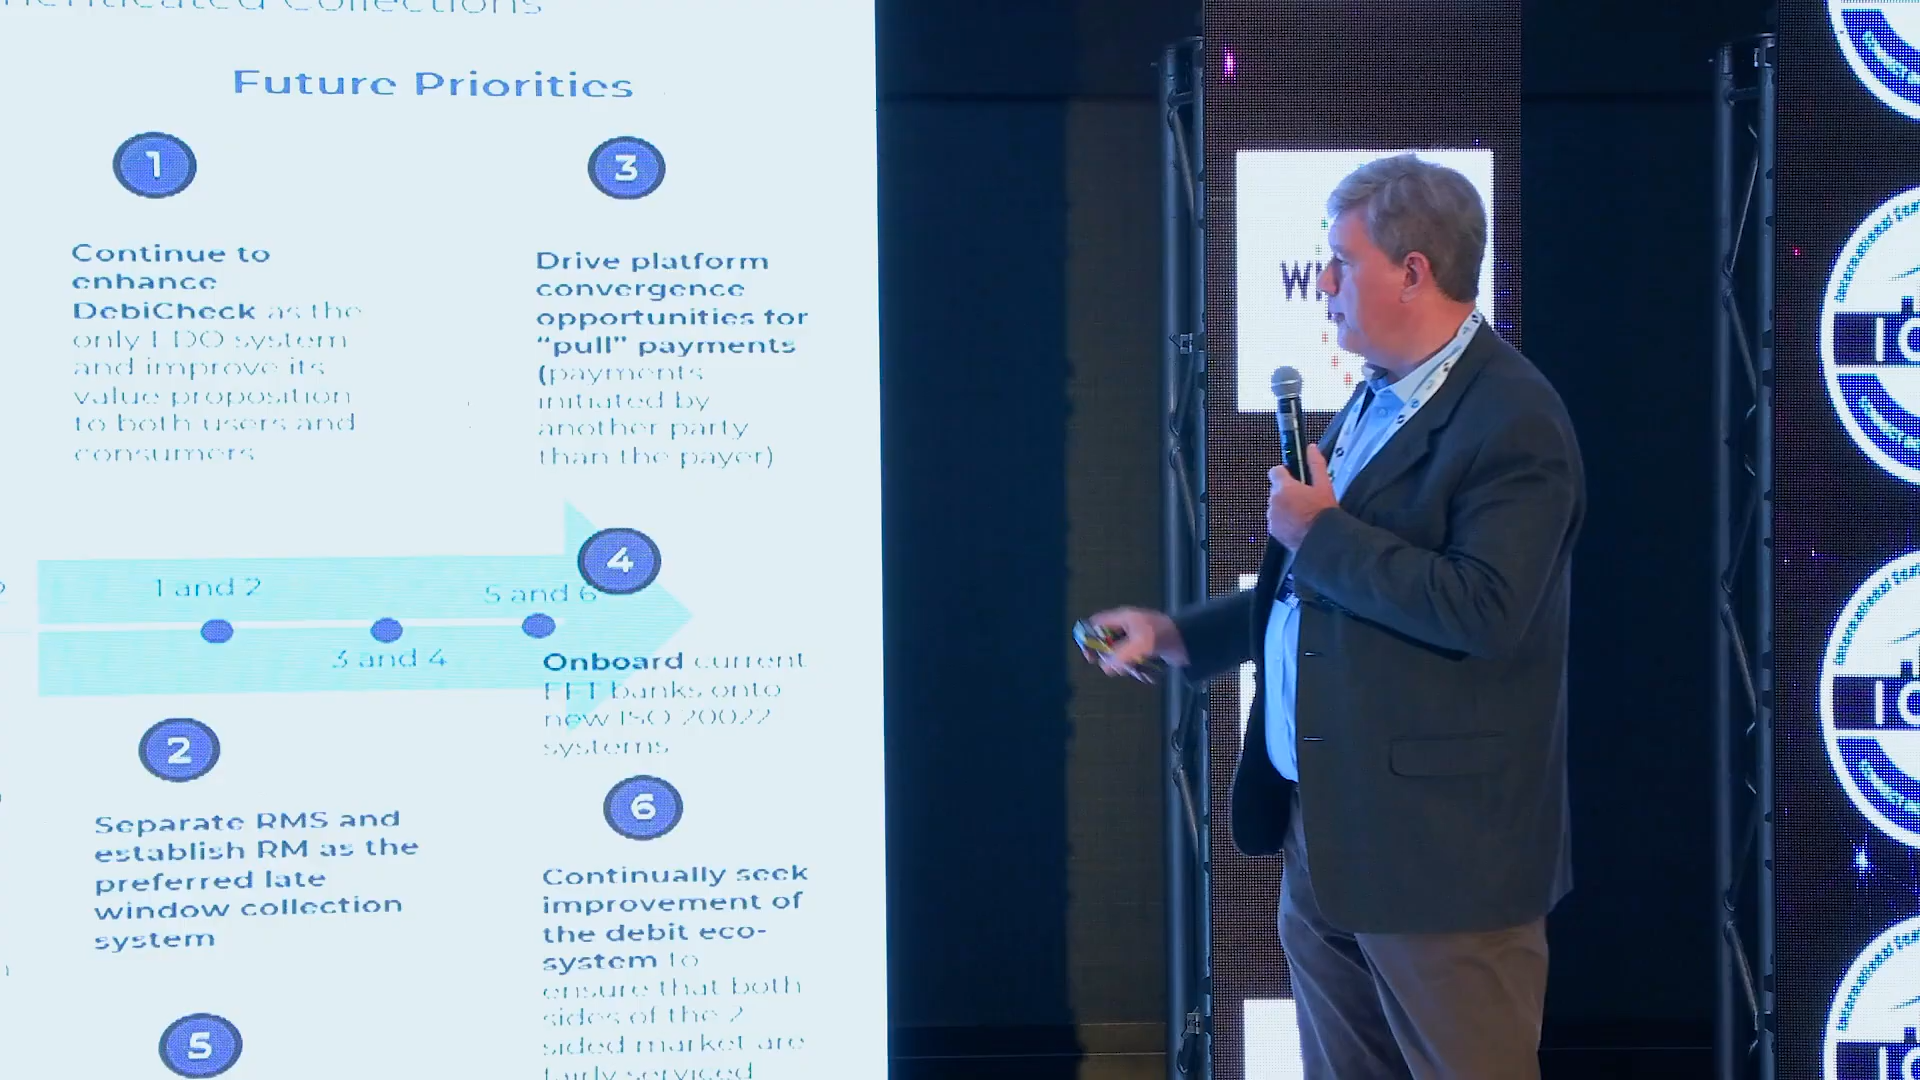 Authenticated Collections
Future Priorities
1
Continue to
enhance
DebiCheck as the
only EDO system
and improve its
value proposition
to both users and
consumers
3
Drive platform
convergence
opportunities for
"pull" payments
(payments
initiated by
another party
than the payer)
1 and 2
3 and 4
5 and 6
4
Onboard current
EFT banks onto
new ISO 20022
systems
2
Separate RMS and
establish RM as the
preferred late
window collection
system
6
Continually seek
improvement of
the debit eco-
system to
ensure that both
sides of the 2
sided market are
fairly serviced
5